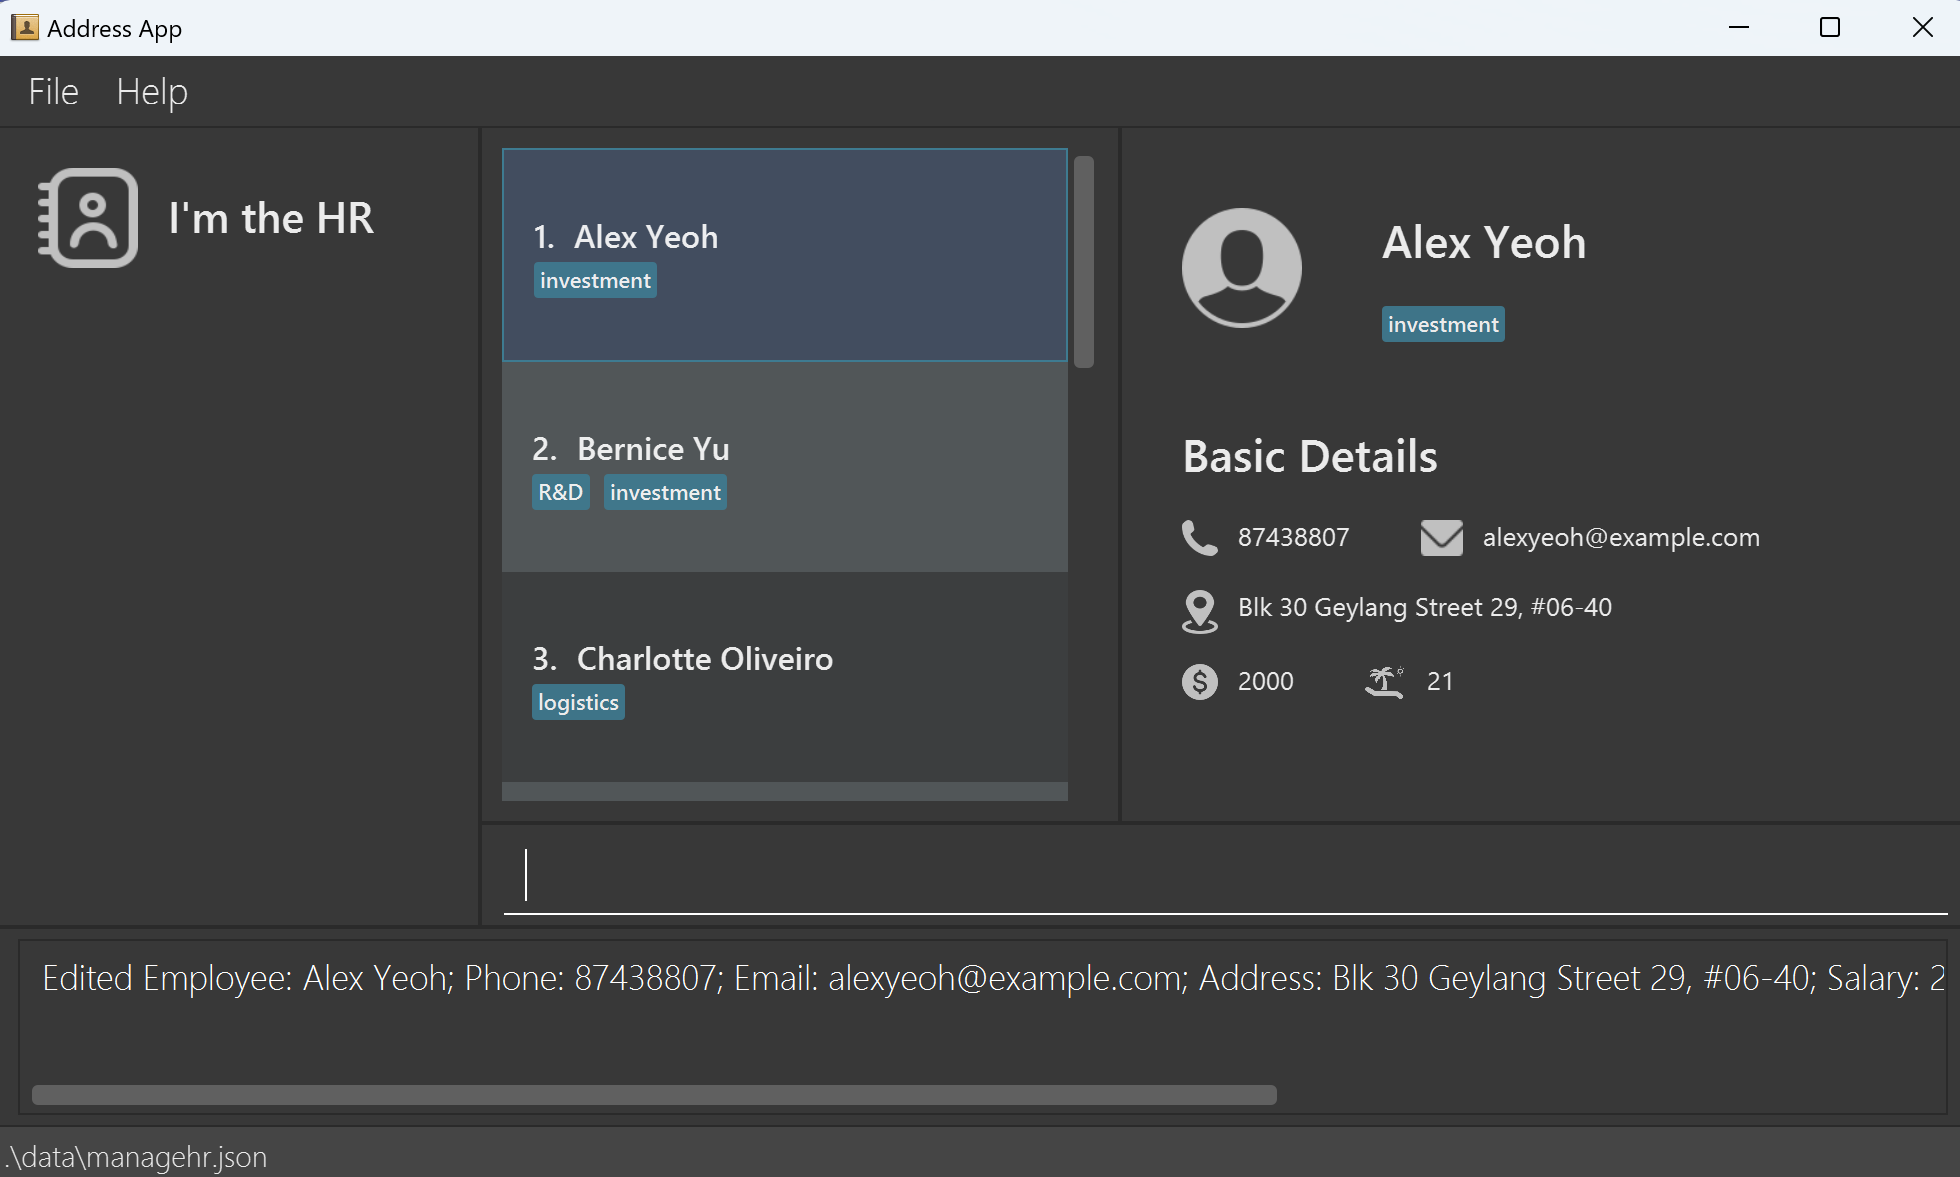 Address App
File Help
I'm the HR
1. Alex Yeoh
investment
2. Bernice Yu
R&D investment
3. Charlotte Oliveiro
logistics
Alex Yeoh
investment
Basic Details
87438807 alexyeoh@example.com
Blk 30 Geylang Street 29, #06-40
2000 21
Edited Employee: Alex Yeoh; Phone: 87438807; Email: alexyeoh@example.com; Address: Blk 30 Geylang Street 29, #06-40; Salary: 2
.\data\managehr.json